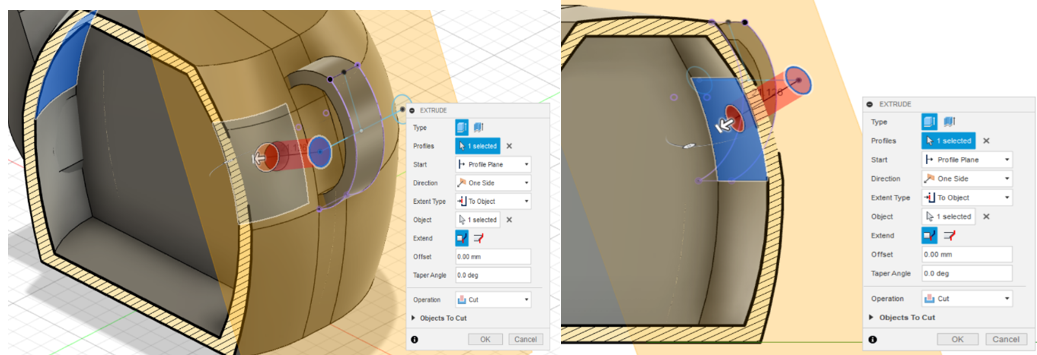 EXTRUDE
Type
Profiles 1 selected
Start Profile Plane
Direction One Side
Extent Type To Object
Object 1 selected
Extend
Offset 0.00 mm
Taper Angle 0.0 deg
Operation Cut
Objects To Cut
OK Cancel
EXTRUDE
Type
Profiles 1 selected
Start Profile Plane
Direction One Side
Extent Type To Object
Object 1 selected
Extend
Offset 0.00 mm
Taper Angle 0.0 deg
Operation Cut
Objects To Cut
OK Cancel